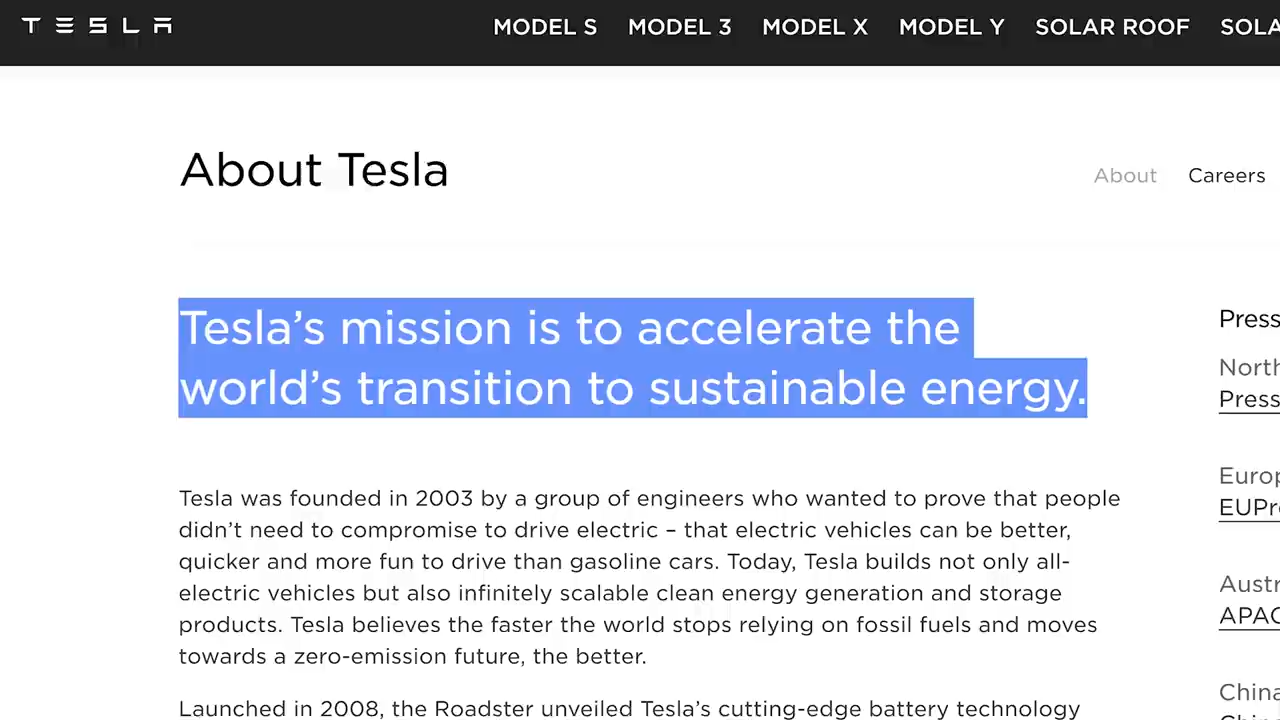 TESLA MODEL S MODEL 3 MODEL X MODEL Y SOLAR ROOF
About Tesla
About Careers
Tesla’s mission is to accelerate the
world’s transition to sustainable energy.
Tesla was founded in 2003 by a group of engineers who wanted to prove that people
didn’t need to compromise to drive electric – that electric vehicles can be better,
quicker and more fun to drive than gasoline cars. Today, Tesla builds not only all-
electric vehicles but also infinitely scalable clean energy generation and storage
products. Tesla believes the faster the world stops relying on fossil fuels and moves
towards a zero-emission future, the better.
Launched in 2008, the Roadster unveiled Tesla’s cutting-edge battery technology
Press
North
Press